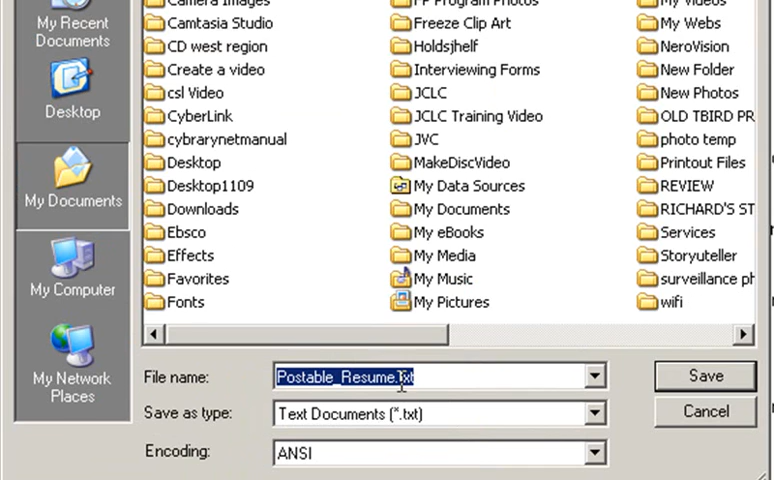 My Recent
Documents
Desktop
My Documents
My Computer
My Network
Places
Camera Images
Camtasia Studio
CD west region
Create a video
csl Video
CyberLink
cybrarynetmanual
Desktop
Desktop1109
Downloads
Ebsco
Effects
Favorites
Fonts
PP Program Photos
Freeze Clip Art
Holdsjhelf
Interviewing Forms
JCLC
JCLC Training Video
JVC
MakeDiscVideo
My Data Sources
My Documents
My eBooks
My Media
My Music
My Pictures
My Videos
My Webs
NeroVision
New Folder
New Photos
OLD TBIRD PR
photo temp
Printout Files
REVIEW
RICHARD'S ST
Services
Storyuteller
surveillance ph
wifi
File name:
Postable_Resume.txt
Save
Save as type:
Text Documents (*.txt)
Cancel
Encoding:
ANSI